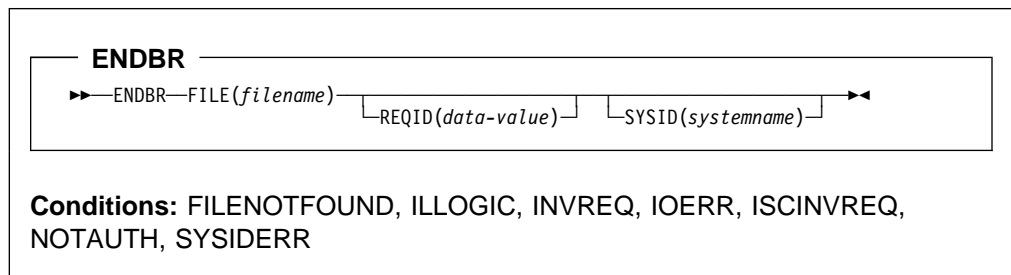 ENDBR
ENDBR FILE(filename)
REQID(data-value) SYSID(systemname)
Conditions: FILENOTFOUND, ILLOGIC, INVREQ, IOERR, ISCINVREQ,
NOTAUTH, SYSIDERR